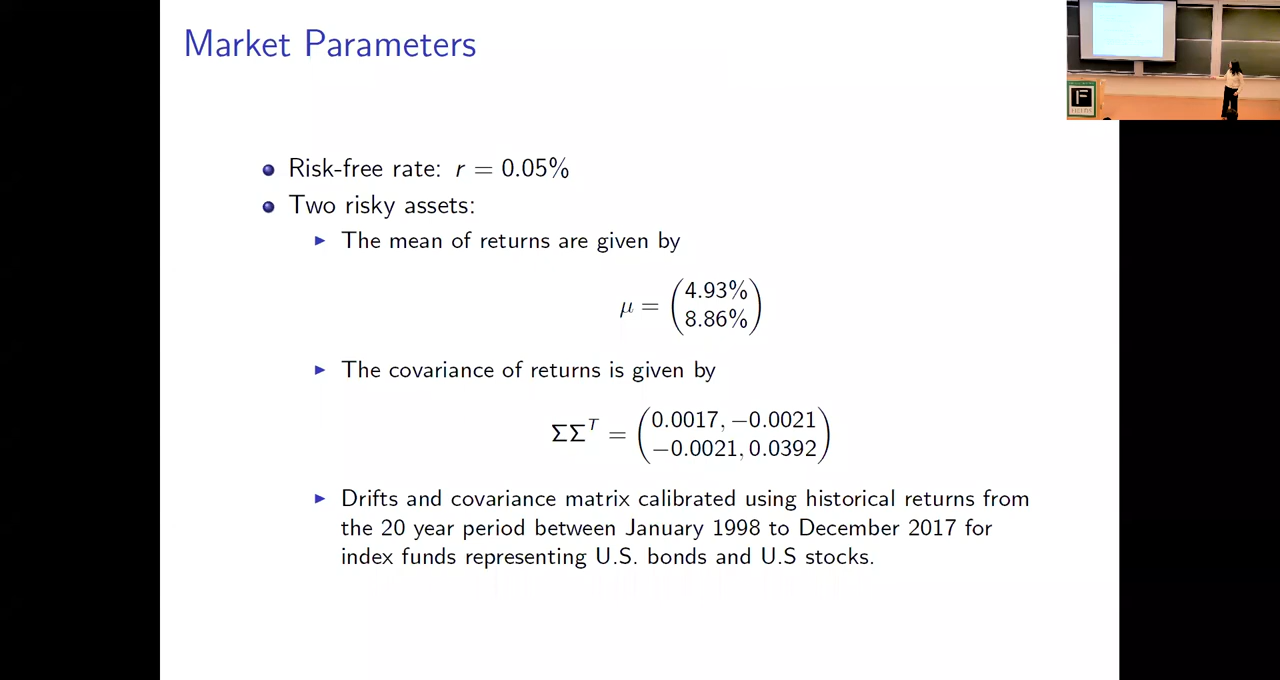 Market Parameters
Risk-free rate: r = 0.05%
Two risky assets:
The mean of returns are given by
μ = (4.93% 8.86%)
The covariance of returns is given by
ΣΣᵀ = (0.0017, −0.0021 −0.0021, 0.0392)
Drifts and covariance matrix calibrated using historical returns from
the 20 year period between January 1998 to December 2017 for
index funds representing U.S. bonds and U.S stocks.
F
FIELDS